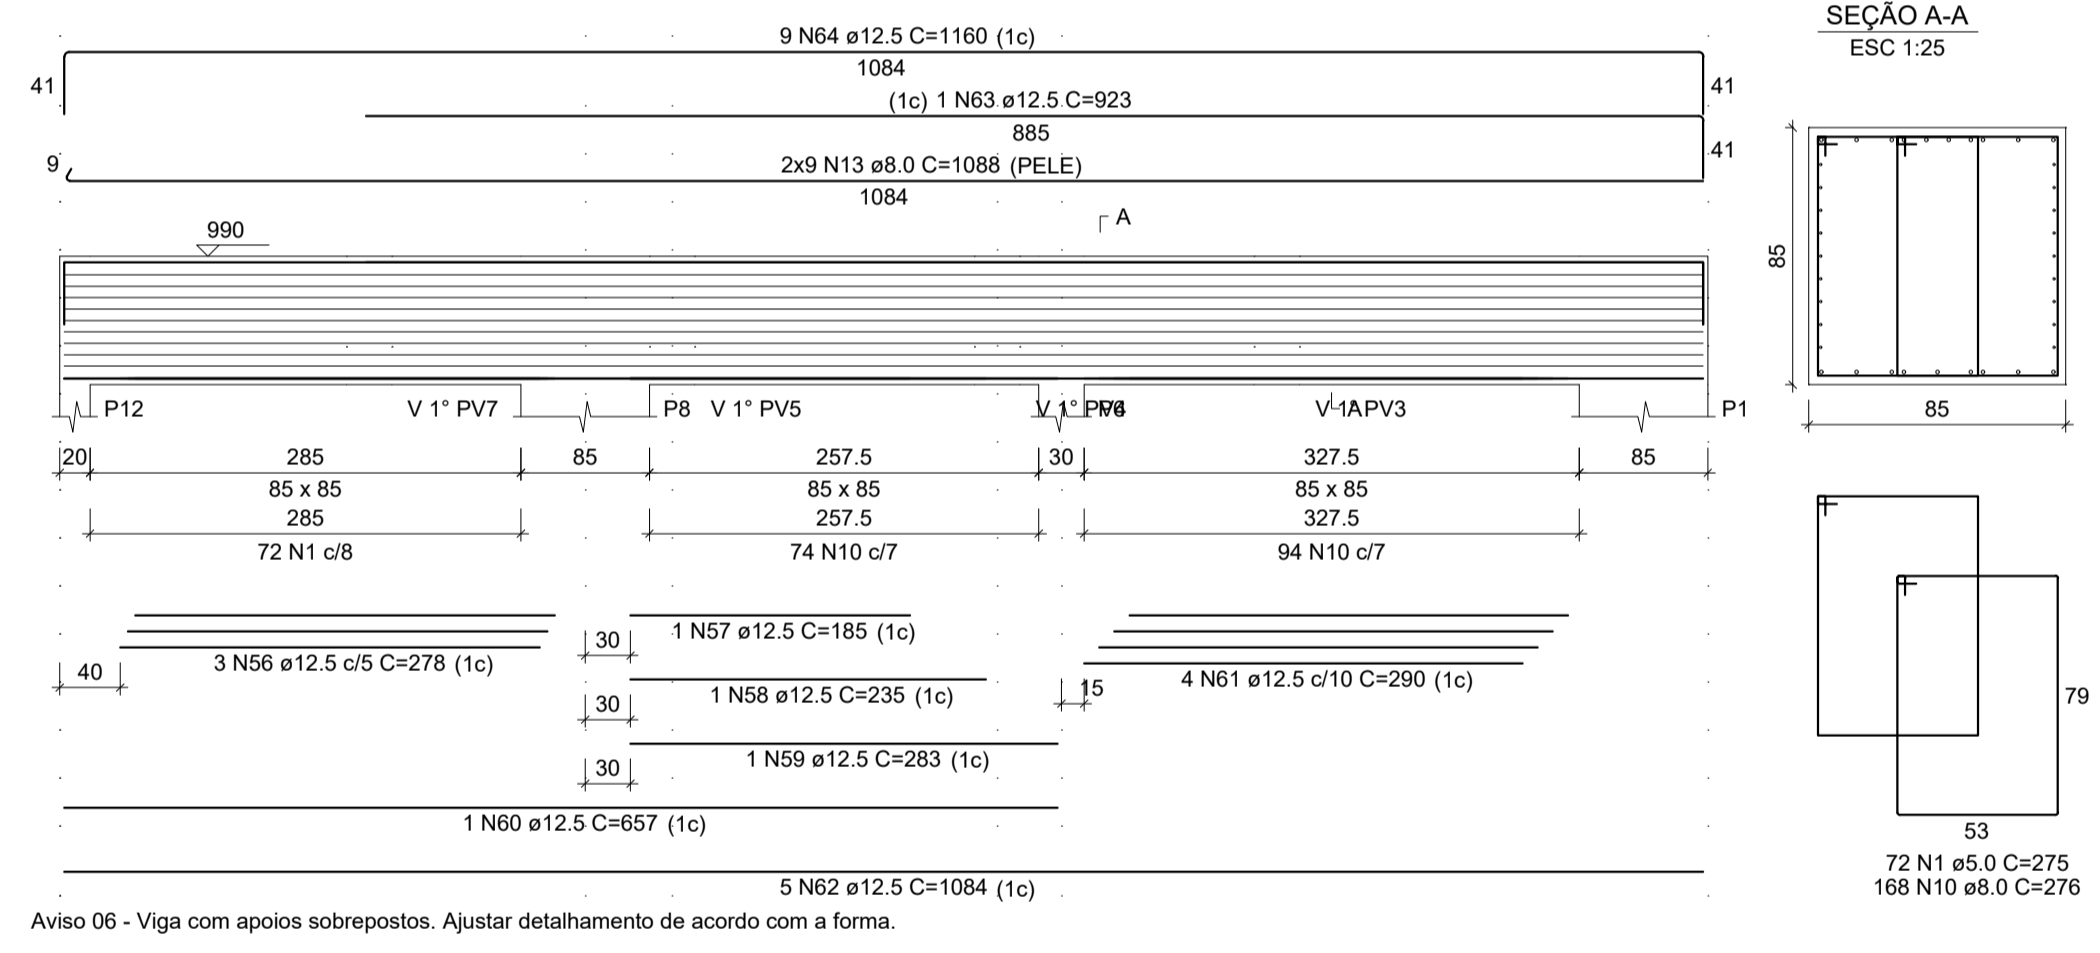 SEÇÃO A-A
ESC 1:25
9 N64 ø12.5 C=1160 (1c)
1084
41
41
(1c) 1 N63 ø12.5 C=923
885
41
9
2x9 N13 ø8.0 C=1088 (PELE)
1084
A
990
85
85
P12
V 1° PV7
P8
V 1° PV5
V 1°
V 1°
A
PV3
P1
20
285
85
257.5
30
327.5
85
85 x 85
85 x 85
85 x 85
285
257.5
327.5
72 N1 c/8
74 N10 c/7
94 N10 c/7
30
1 N57 ø12.5 C=185 (1c)
40
3 N56 ø12.5 c/5 C=278 (1c)
30
1 N58 ø12.5 C=235 (1c)
15
4 N61 ø12.5 c/10 C=290 (1c)
30
1 N59 ø12.5 C=283 (1c)
1 N60 ø12.5 C=657 (1c)
5 N62 ø12.5 C=1084 (1c)
79
53
72 N1 ø5.0 C=275
168 N10 ø8.0 C=276
Aviso 06 - Viga com apoios sobrepostos. Ajustar detalhamento de acordo com a forma.